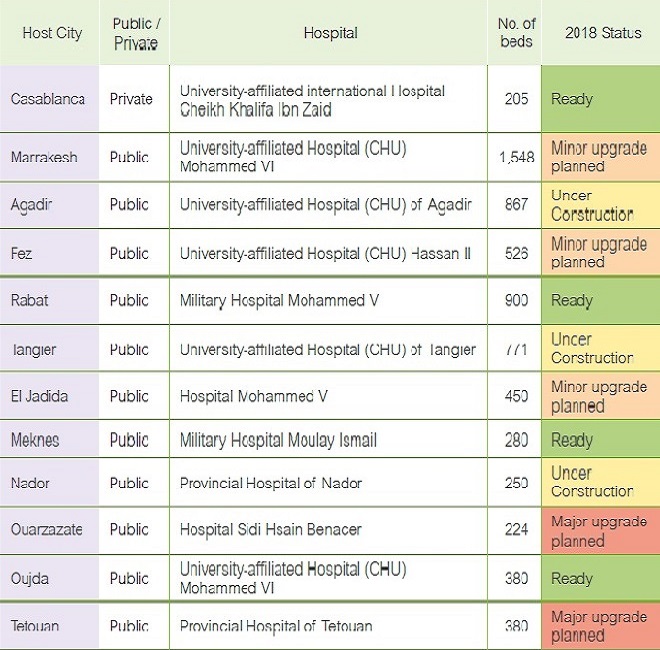 Host City
Public /
Private
Hospital
No. of
beds
2018 Status
Casablanca
Private
University-affiliated international Hospital
Cheikh Khalifa Ibn Zaid
205
Ready
Marrakesh
Public
University-affiliated Hospital (CHU)
Mohammed VI
1,548
Minor upgrade
planned
Agadir
Public
University-affiliated Hospital (CHU) of Agadir
867
Under
Construction
Fez
Public
University-affiliated Hospital (CHU) Hassan II
526
Minor upgrade
planned
Rabat
Public
Military Hospital Mohammed V
900
Ready
Tangier
Public
University-affiliated Hospital (CHU) of Tangier
771
Under
Construction
El Jadida
Public
Hospital Mohammed V
450
Minor upgrade
planned
Meknes
Public
Military Hospital Moulay Ismail
280
Ready
Nador
Public
Provincial Hospital of Nador
250
Under
Construction
Ouarzazate
Public
Hospital Sidi Hsain Benacer
224
Major upgrade
planned
Oujda
Public
University-affiliated Hospital (CHU)
Mohammed VI
380
Ready
Tetouan
Public
Provincial Hospital of Tetouan
380
Major upgrade
planned